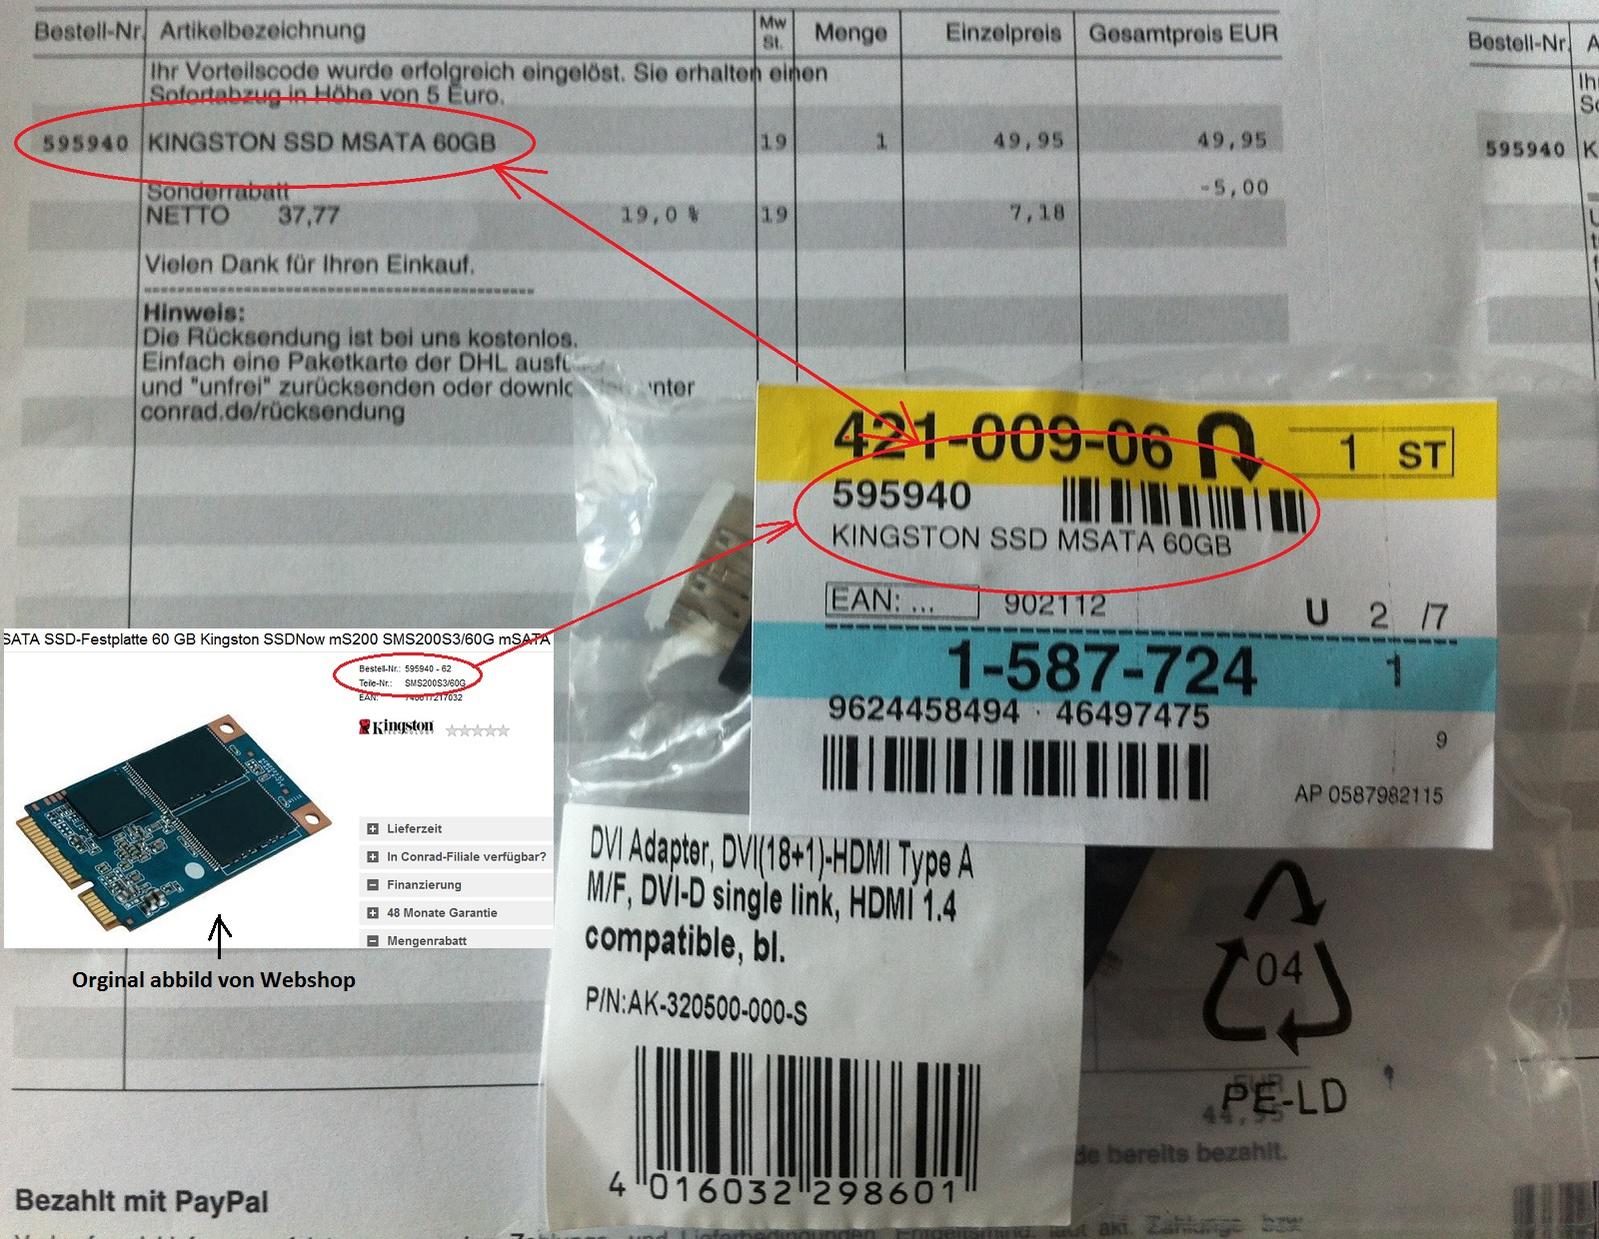 Bestell-Nr. Artikelbezeichnung Mw St. Menge Einzelpreis Gesamtpreis EUR
Ihr Vorteilscode wurde erfolgreich eingelöst. Sie erhalten einen
Sofortabzug in Höhe von 5 Euro.
595940 KINGSTON SSD MSATA 60GB 19 1 49,95 49,95
Sonderrabatt -5,00
NETTO 37,77 19,0 % 19 7,18
Vielen Dank für Ihren Einkauf.
Hinweis:
Die Rücksendung ist bei uns kostenlos.
Einfach eine Paketkarte der DHL
und "unfrei" zurücksenden oder
conrad.de/rücksendung
Bestell-Nr. A
Ih
So
595940 K
421-009-06 1 ST
595940
KINGSTON SSD MSATA 60GB
EAN: ... 902112 U 2 /7
1-587-724 1
9624458494 · 46497475
9
AP 0587982115
SATA SSD-Festplatte 60 GB Kingston SSDNow mS200 SMS200S3/60G mSATA
Bestell-Nr.: 595940 - 62
Teile-Nr.: SMS200S3/60G
EAN: 740617217032
Kingston
TECHNOLOGY
Lieferzeit
In Conrad-Filiale verfügbar?
Finanzierung
48 Monate Garantie
Mengenrabatt
Orginal abbild von Webshop
DVI Adapter, DVI(18+1)-HDMI Type A
M/F, DVI-D single link, HDMI 1.4
compatible, bl.
P/N:AK-320500-000-S
4 016032 298601
04
PE-LD
EUR
44,95
de bereits bezahlt.
Bezahlt mit PayPal